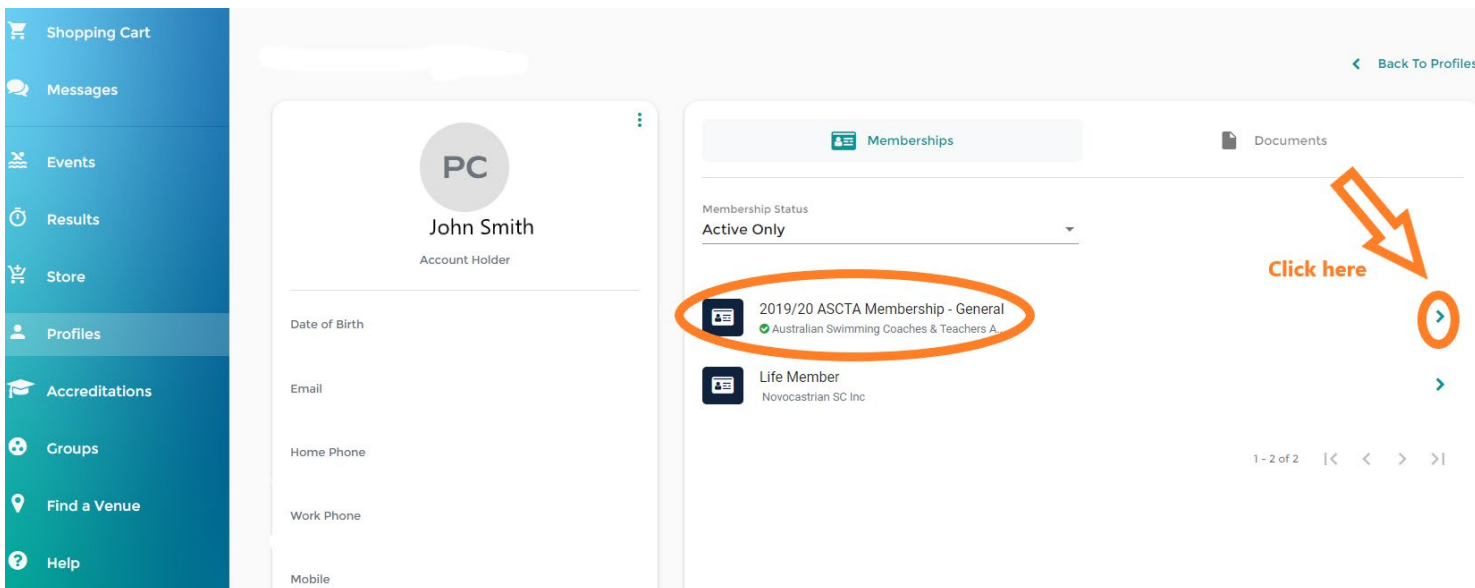 Shopping Cart
Messages
Events
Results
Store
Profiles
Accreditations
Groups
Find a Venue
Help
Back To Profiles
PC
John Smith
Account Holder
Date of Birth
Email
Home Phone
Work Phone
Mobile
Memberships
Documents
Membership Status
Active Only
Click here
2019/20 ASCTA Membership - General
Australian Swimming Coaches & Teachers A...
Life Member
Novocastrian SC Inc
1 - 2 of 2